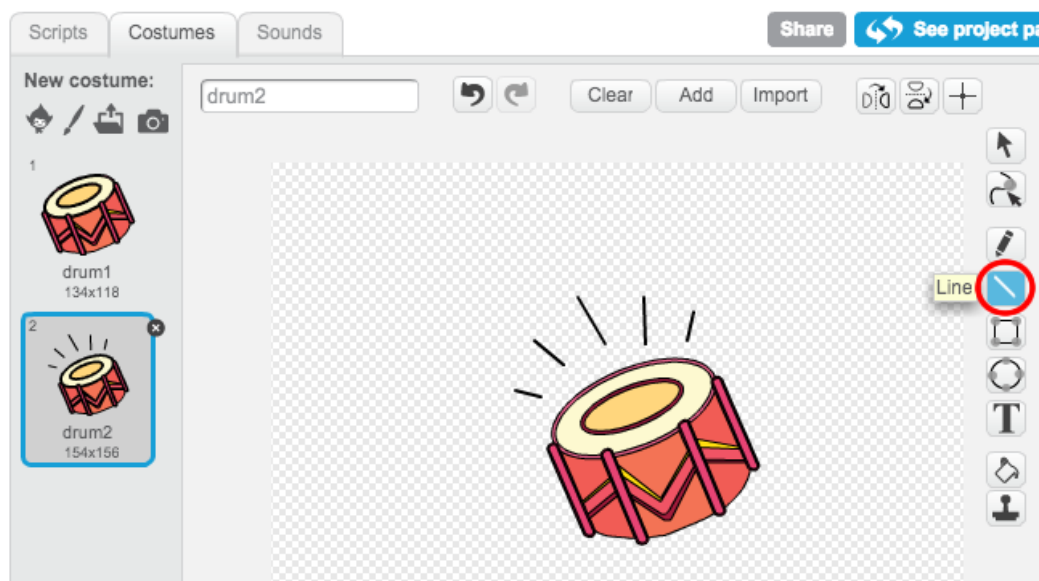 Scripts Costumes Sounds Share See project pa
New costume:
drum2 Clear Add Import
1
drum1
134x118
Line
2
drum2
154x156
T